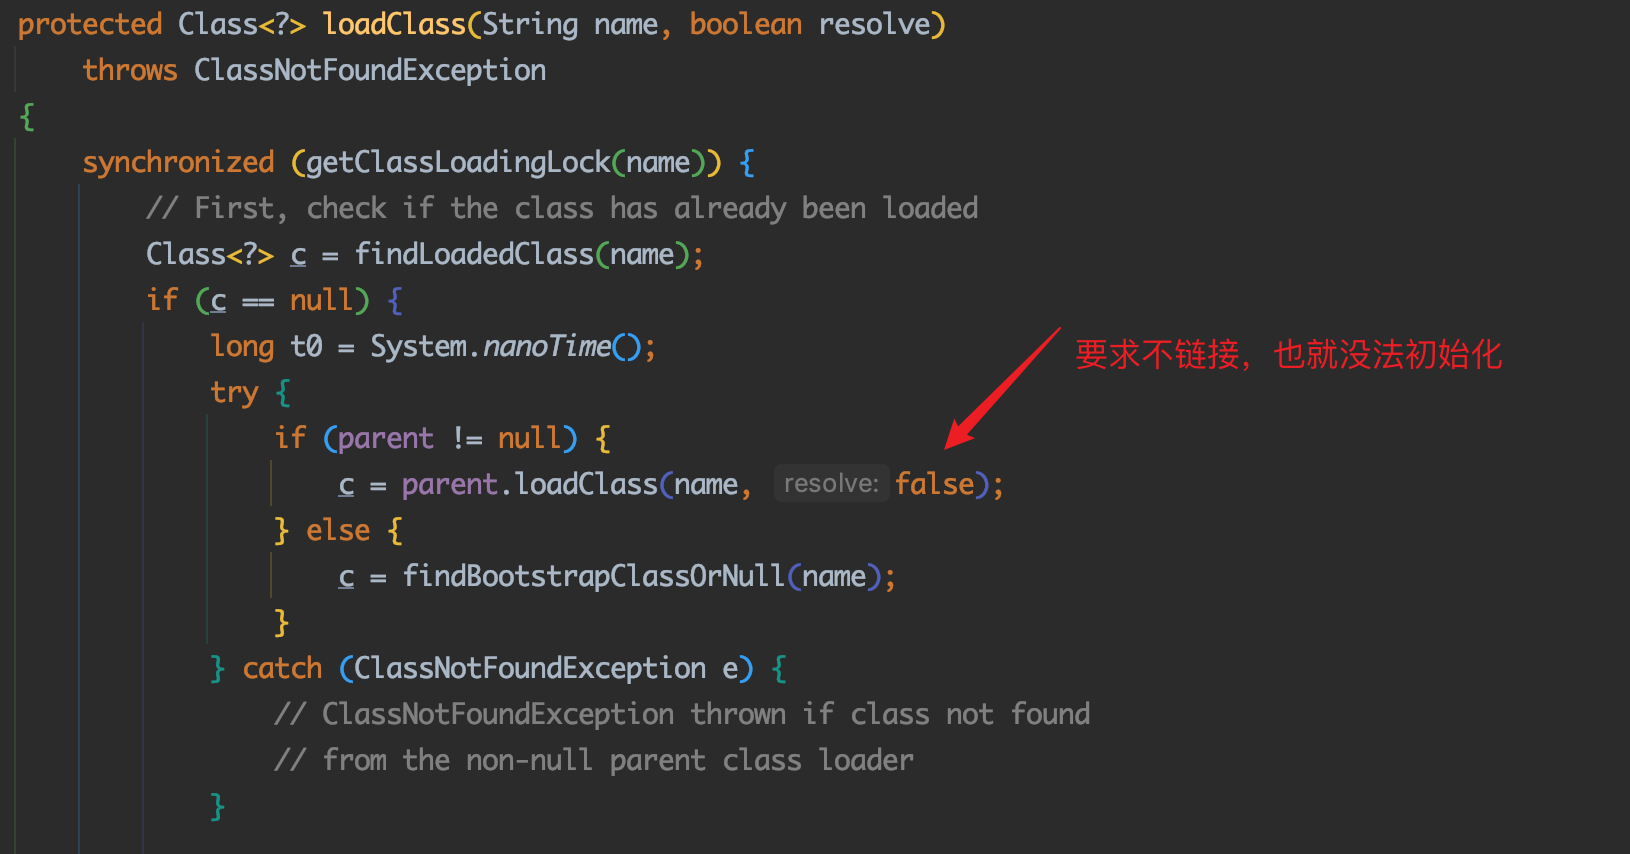 protected Class<?> loadClass(String name, boolean resolve)
throws ClassNotFoundException
{
synchronized (getClassLoadingLock(name)) {
// First, check if the class has already been loaded
Class<?> c = findLoadedClass(name);
if (c == null) {
long t0 = System.nanoTime();
要求不链接，也就没法初始化
try {
if (parent != null) {
c = parent.loadClass(name, resolve: false);
} else {
c = findBootstrapClassOrNull(name);
}
} catch (ClassNotFoundException e) {
// ClassNotFoundException thrown if class not found
// from the non-null parent class loader
}